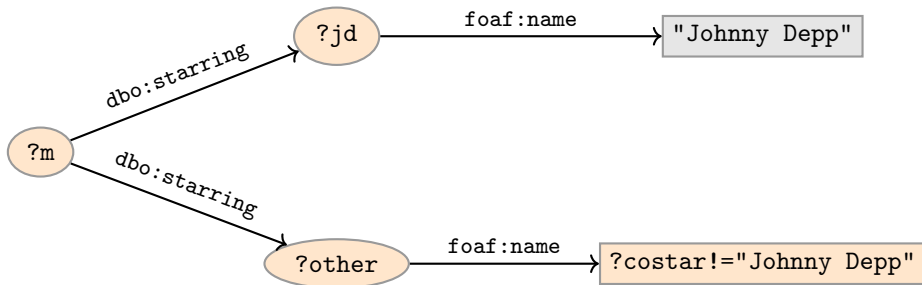 ?jd
foaf:name
"Johnny Depp"
dbo:starring
?m
dbo:starring
?other
foaf:name
?costar!="Johnny Depp"